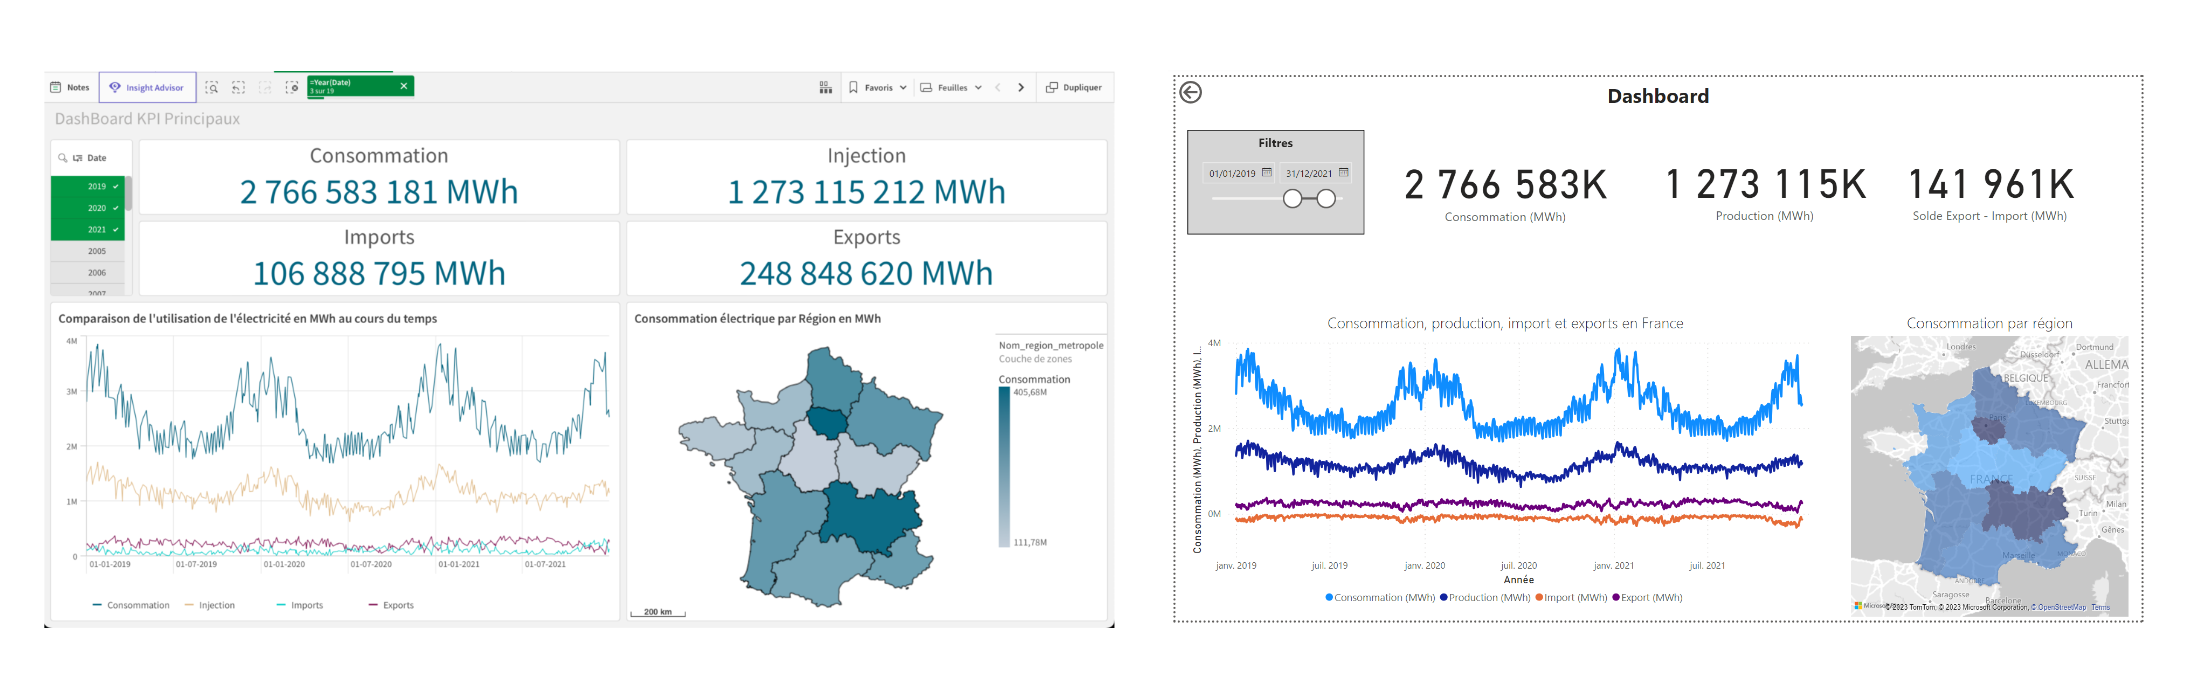 Notes
Insight Advisor
=Year(Date)
3 sur 19
Favoris
Feuilles
Dupliquer
DashBoard KPI Principaux
Date
2019
2020
2021
2005
2006
2007
Consommation
2 766 583 181 MWh
Injection
1 273 115 212 MWh
Imports
106 888 795 MWh
Exports
248 848 620 MWh
Comparaison de l'utilisation de l'électricité en MWh au cours du temps
4M
3M
2M
1M
0
01-01-2019
01-07-2019
01-01-2020
01-07-2020
01-01-2021
01-07-2021
Consommation
Injection
Imports
Exports
Consommation électrique par Région en MWh
Nom_region_metropole
Couche de zones
Consommation
405,68M
111,78M
200 km
Dashboard
Filtres
01/01/2019
31/12/2021
2 766 583K
Consommation (MWh)
1 273 115K
Production (MWh)
141 961K
Solde Export - Import (MWh)
Consommation, production, import et exports en France
Consommation (MWh), Production (MWh), I...
4M
2M
0M
janv. 2019
juil. 2019
janv. 2020
juil. 2020
janv. 2021
juil. 2021
Année
Consommation (MWh)
Production (MWh)
Import (MWh)
Export (MWh)
Consommation par région
Londres
Düsseldorf
Dortmund
BELGIQUE
ALLEMA
Francfort
LUXEMBOURG
Paris
Stuttga
FRANCE
SUISSE
Milan
Turin
Gênes
Marseille
MONACO
ANDORRE
Saragosse
Barcelone
© 2023 TomTom, © 2023 Microsoft Corporation, © OpenStreetMap Terms